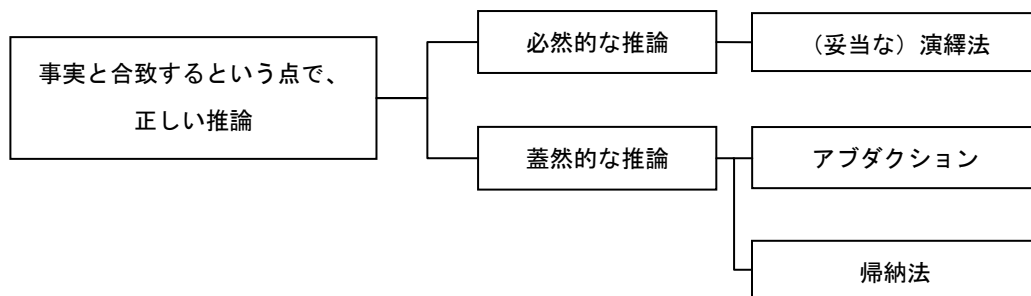 事実と合致するという点で、
正しい推論
必然的な推論
（妥当な）演繹法
蓋然的な推論
アブダクション
帰納法